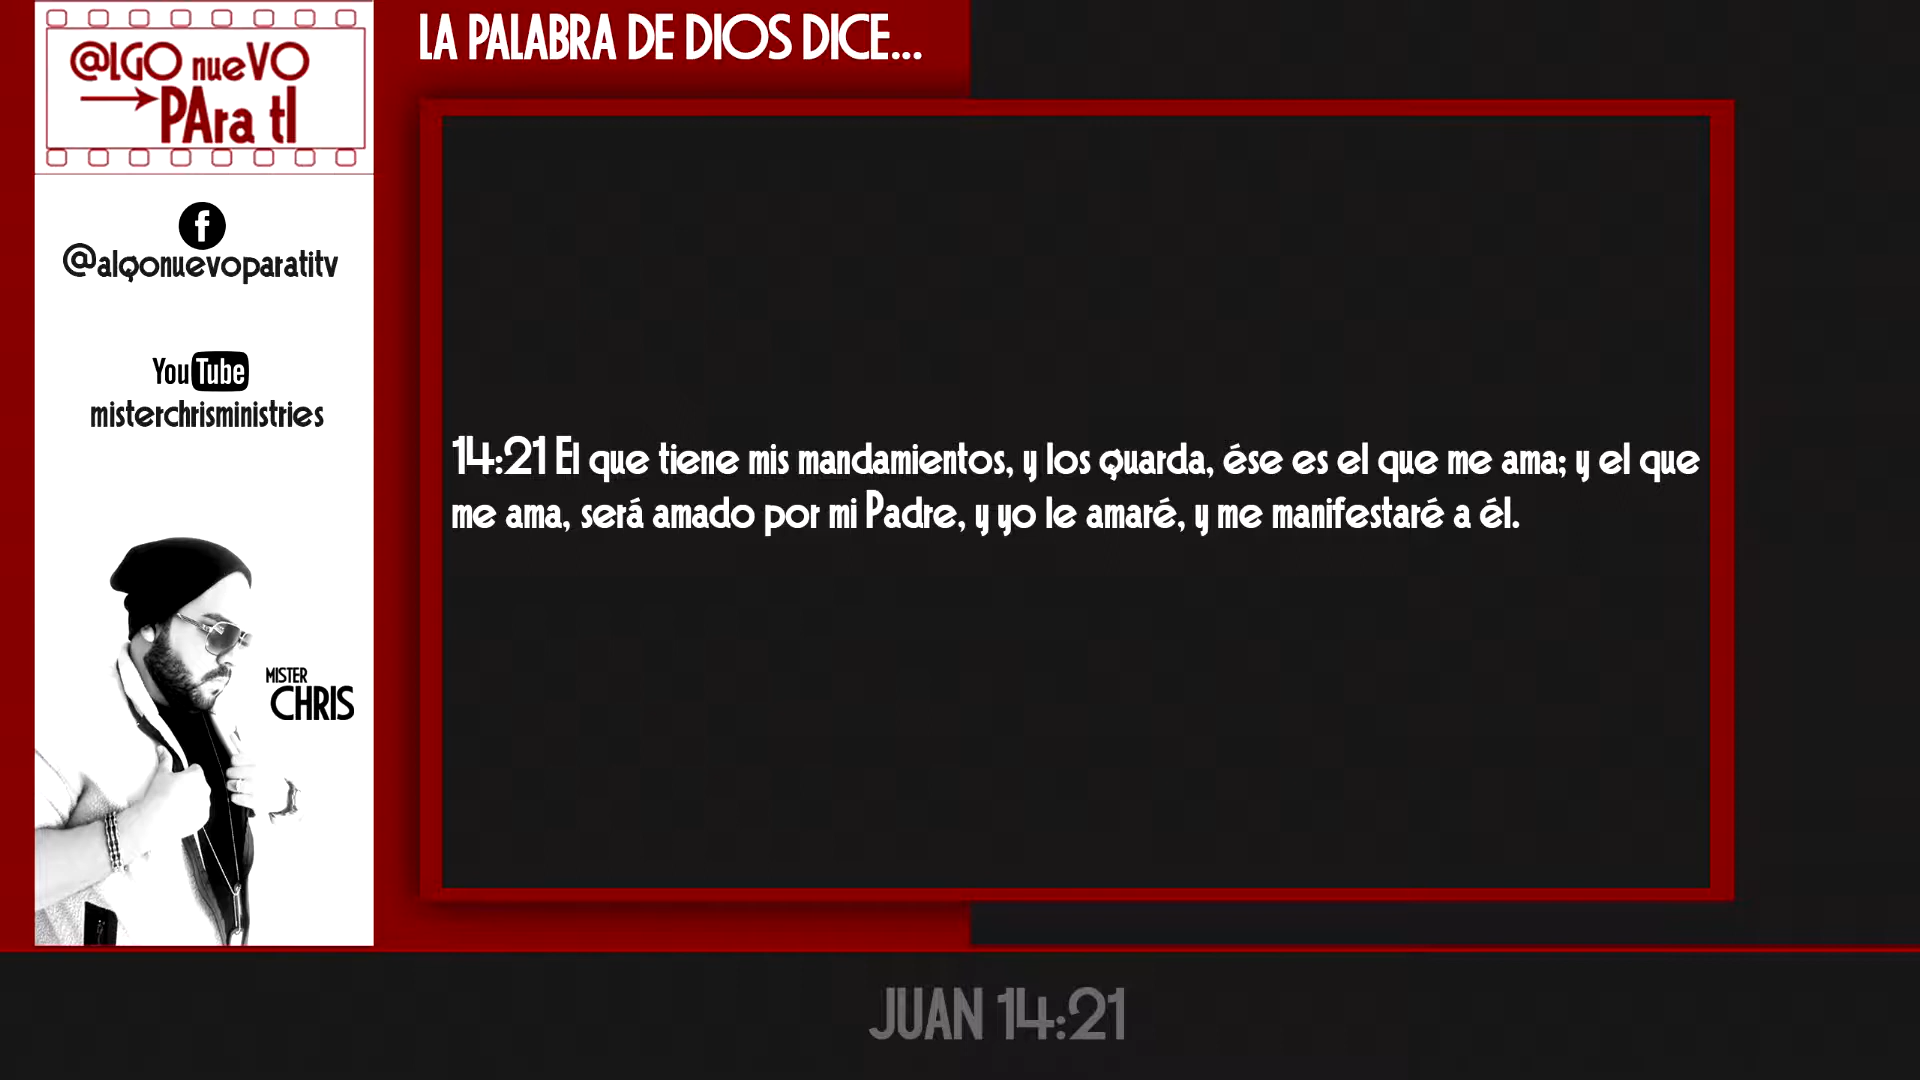 @LGO nueVO
PAra tI
@algonuevoparatitv
YouTube
misterchrisministries
MISTER
CHRIS
LA PALABRA DE DIOS DICE...
14:21 El que tiene mis mandamientos, y los guarda, ése es el que me ama; y el que
me ama, será amado por mi Padre, y yo le amaré, y me manifestaré a él.
JUAN 14:21